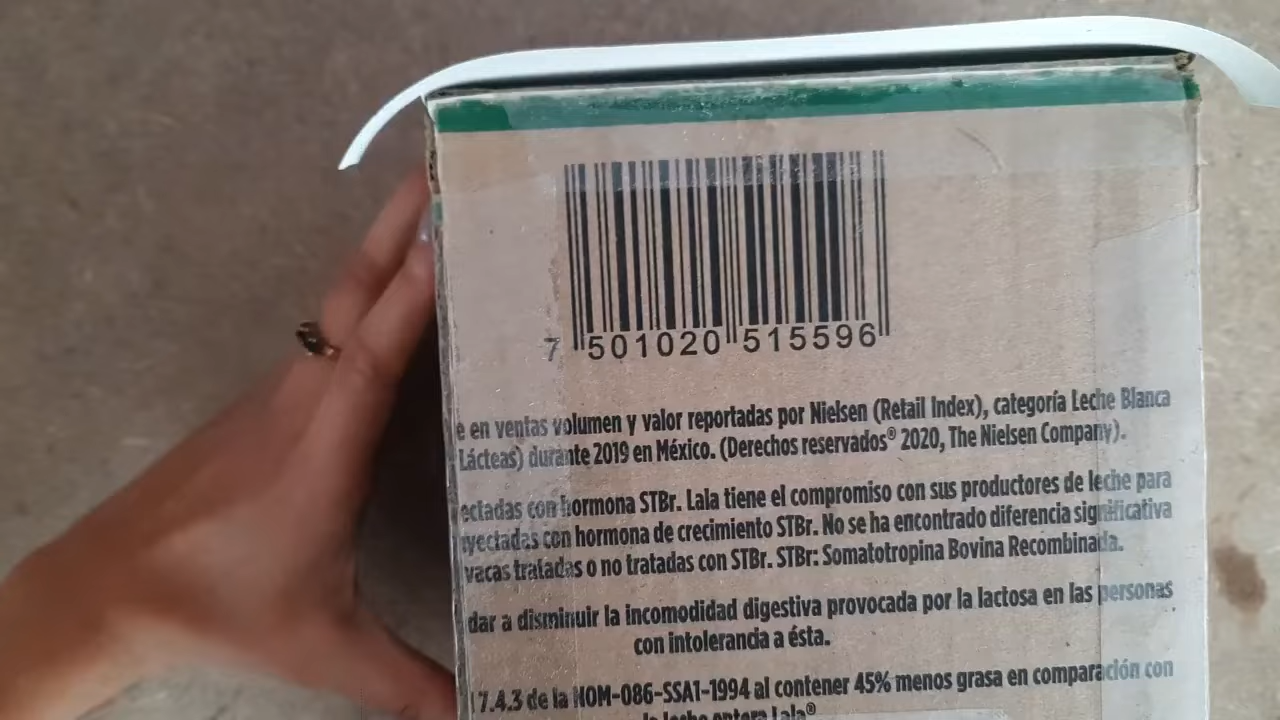 7 501020 515596
e en ventas volumen y valor reportadas por Nielsen (Retail Index), categoría Leche Blanca
Lácteas) durante 2019 en México. (Derechos reservados® 2020, The Nielsen Company).
ectadas con hormona STBr. Lala tiene el compromiso con sus productores de leche para
yectadas con hormona de crecimiento STBr. No se ha encontrado diferencia significativa
vacas tratadas o no tratadas con STBr. STBr: Somatotropina Bovina Recombinada.
dar a disminuir la incomodidad digestiva provocada por la lactosa en las personas
con intolerancia a ésta.
7.4.3 de la NOM-086-SSA1-1994 al contener 45% menos grasa en comparación con
la leche entera Lala®